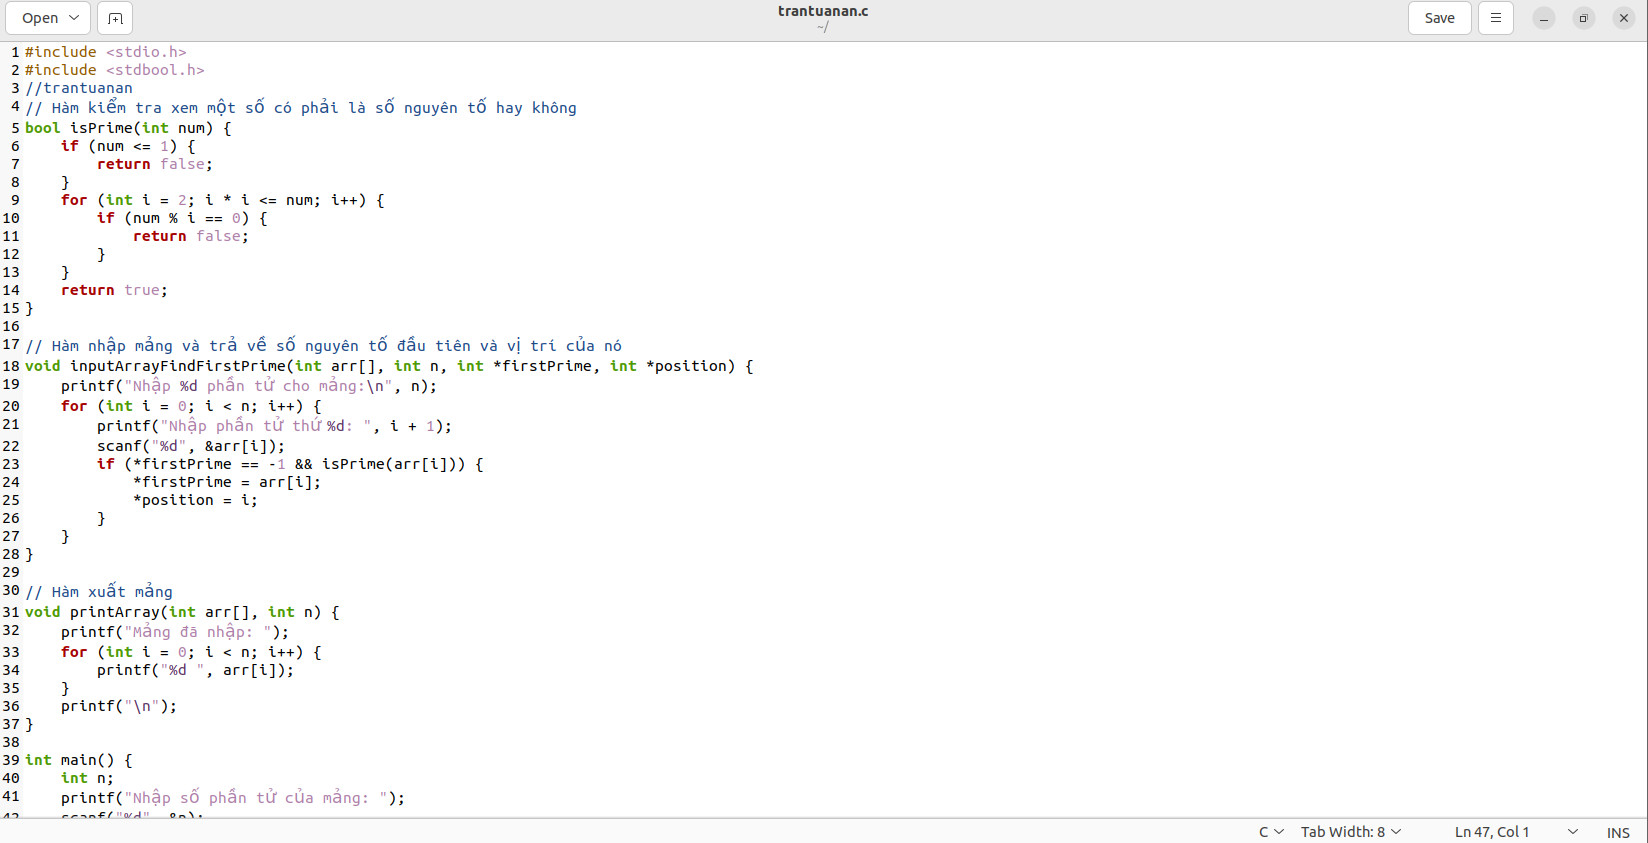 Open
trantuanan.c
~/
Save
1 #include <stdio.h>
2 #include <stdbool.h>
3 //trantuanan
4 // Hàm kiểm tra xem một số có phải là số nguyên tố hay không
5 bool isPrime(int num) {
6     if (num <= 1) {
7         return false;
8     }
9     for (int i = 2; i * i <= num; i++) {
10         if (num % i == 0) {
11             return false;
12         }
13     }
14     return true;
15 }
16
17 // Hàm nhập mảng và trả về số nguyên tố đầu tiên và vị trí của nó
18 void inputArrayFindFirstPrime(int arr[], int n, int *firstPrime, int *position) {
19     printf("Nhập %d phần tử cho mảng:\n", n);
20     for (int i = 0; i < n; i++) {
21         printf("Nhập phần tử thứ %d: ", i + 1);
22         scanf("%d", &arr[i]);
23         if (*firstPrime == -1 && isPrime(arr[i])) {
24             *firstPrime = arr[i];
25             *position = i;
26         }
27     }
28 }
29
30 // Hàm xuất mảng
31 void printArray(int arr[], int n) {
32     printf("Mảng đã nhập: ");
33     for (int i = 0; i < n; i++) {
34         printf("%d ", arr[i]);
35     }
36     printf("\n");
37 }
38
39 int main() {
40     int n;
41     printf("Nhập số phần tử của mảng: ");
42     scanf("%d", &n);
C
Tab Width: 8
Ln 47, Col 1
INS